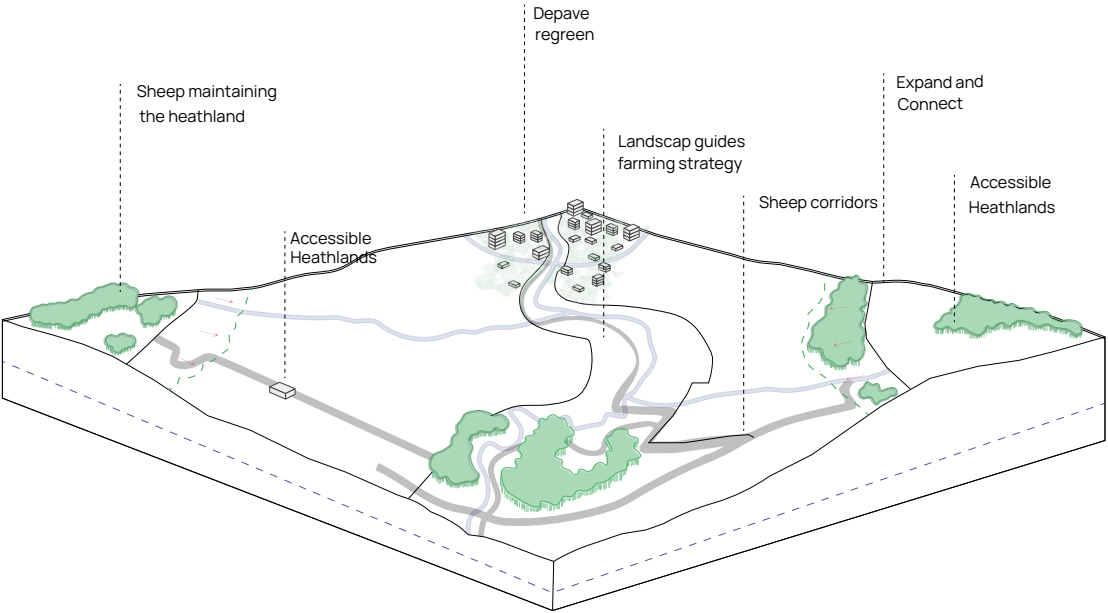 Depave
regreen
Expand and
Connect
Sheep maintaining
the heathland
Landscap guides
farming strategy
Accessible
Heathlands
Sheep corridors
Accessible
Heathlands